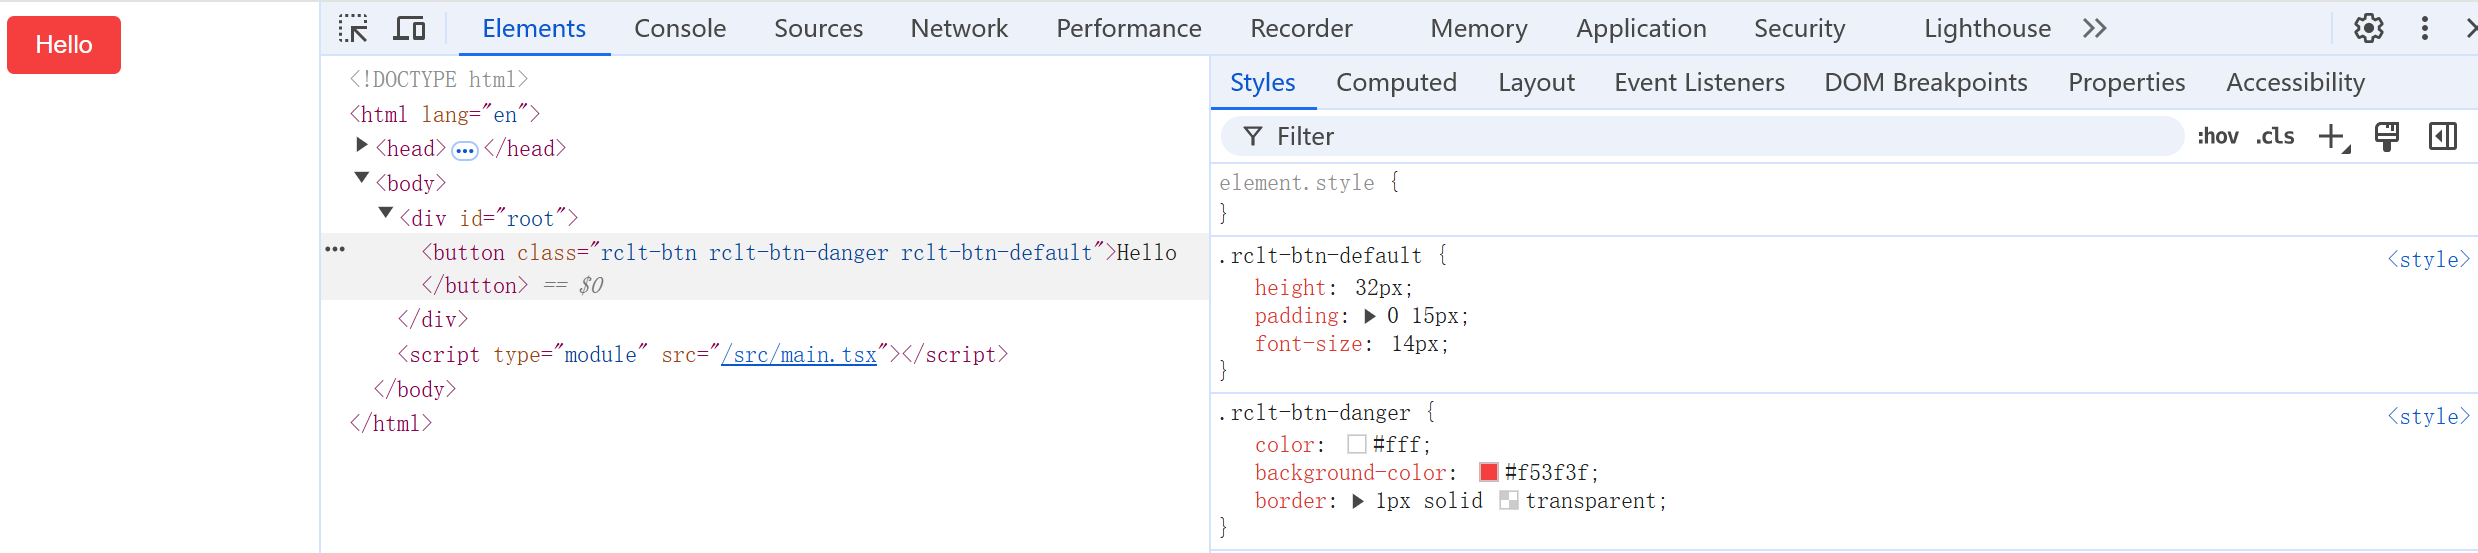 Hello
Elements Console Sources Network Performance Recorder Memory Application Security Lighthouse
<!DOCTYPE html>
<html lang="en">
<head> </head>
<body>
<div id="root">
<button class="rclt-btn rclt-btn-danger rclt-btn-default">Hello
</button> == $0
</div>
<script type="module" src="/src/main.tsx"></script>
</body>
</html>
Styles Computed Layout Event Listeners DOM Breakpoints Properties Accessibility
Filter :hov .cls
element.style {
}
.rclt-btn-default { <style>
height: 32px;
padding: 0 15px;
font-size: 14px;
}
.rclt-btn-danger { <style>
color: #fff;
background-color: #f53f3f;
border: 1px solid transparent;
}